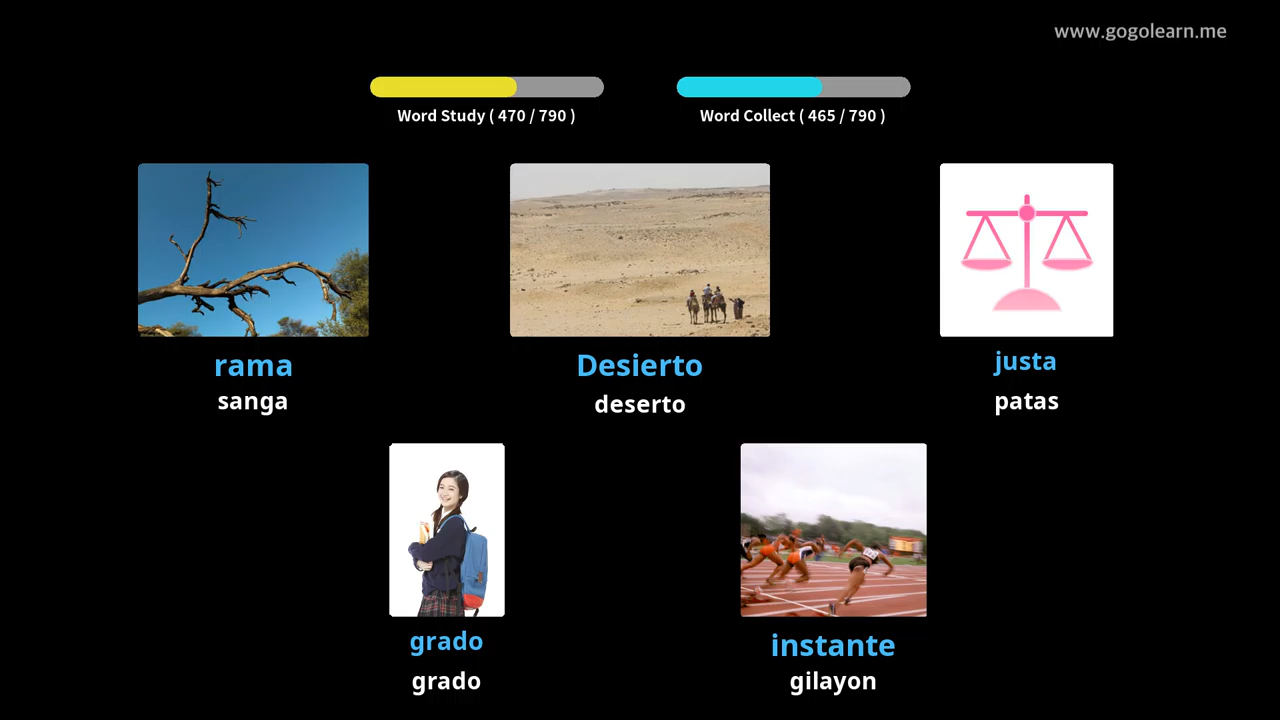 www.gogolearn.me
Word Study ( 470 / 790 )
Word Collect ( 465 / 790 )
rama
sanga
Desierto
deserto
justa
patas
grado
grado
instante
gilayon